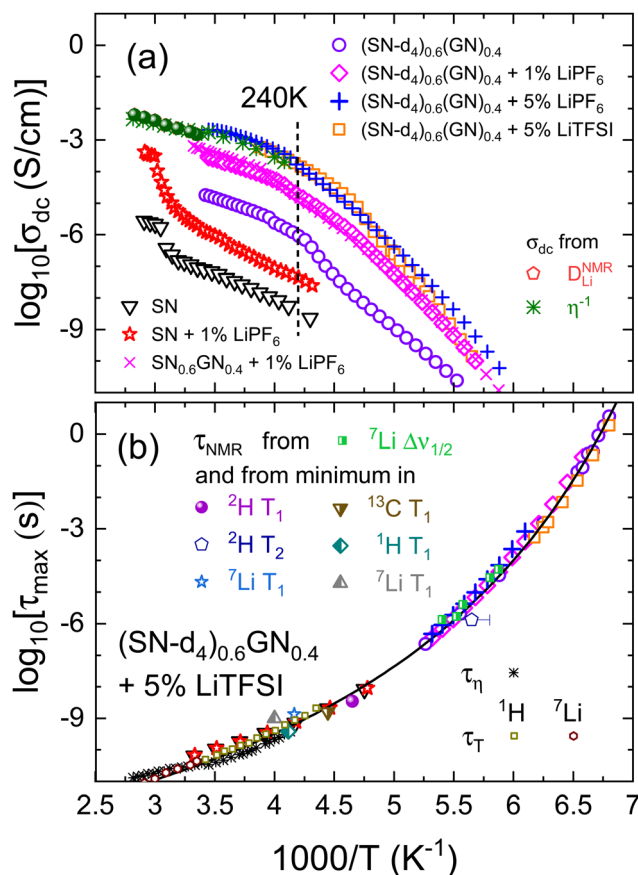 (a)
240K
(SN-d4)0.6(GN)0.4
(SN-d4)0.6(GN)0.4 + 1% LiPF6
(SN-d4)0.6(GN)0.4 + 5% LiPF6
(SN-d4)0.6(GN)0.4 + 5% LiTFSI
0
-3
-6
-9
log10[σdc (S/cm)]
σdc from
D Li NMR
η-1
SN
SN + 1% LiPF6
SN0.6GN0.4 + 1% LiPF6
(b)
τNMR from 7Li Δν1/2
and from minimum in
2H T1
13C T1
2H T2
1H T1
7Li T1
7Li T1
0
-3
-6
-9
log10[τmax (s)]
(SN-d4)0.6GN0.4
+ 5% LiTFSI
τη
1H
7Li
τT
2.5 3 3.5 4 4.5 5 5.5 6 6.5 7
1000/T (K-1)